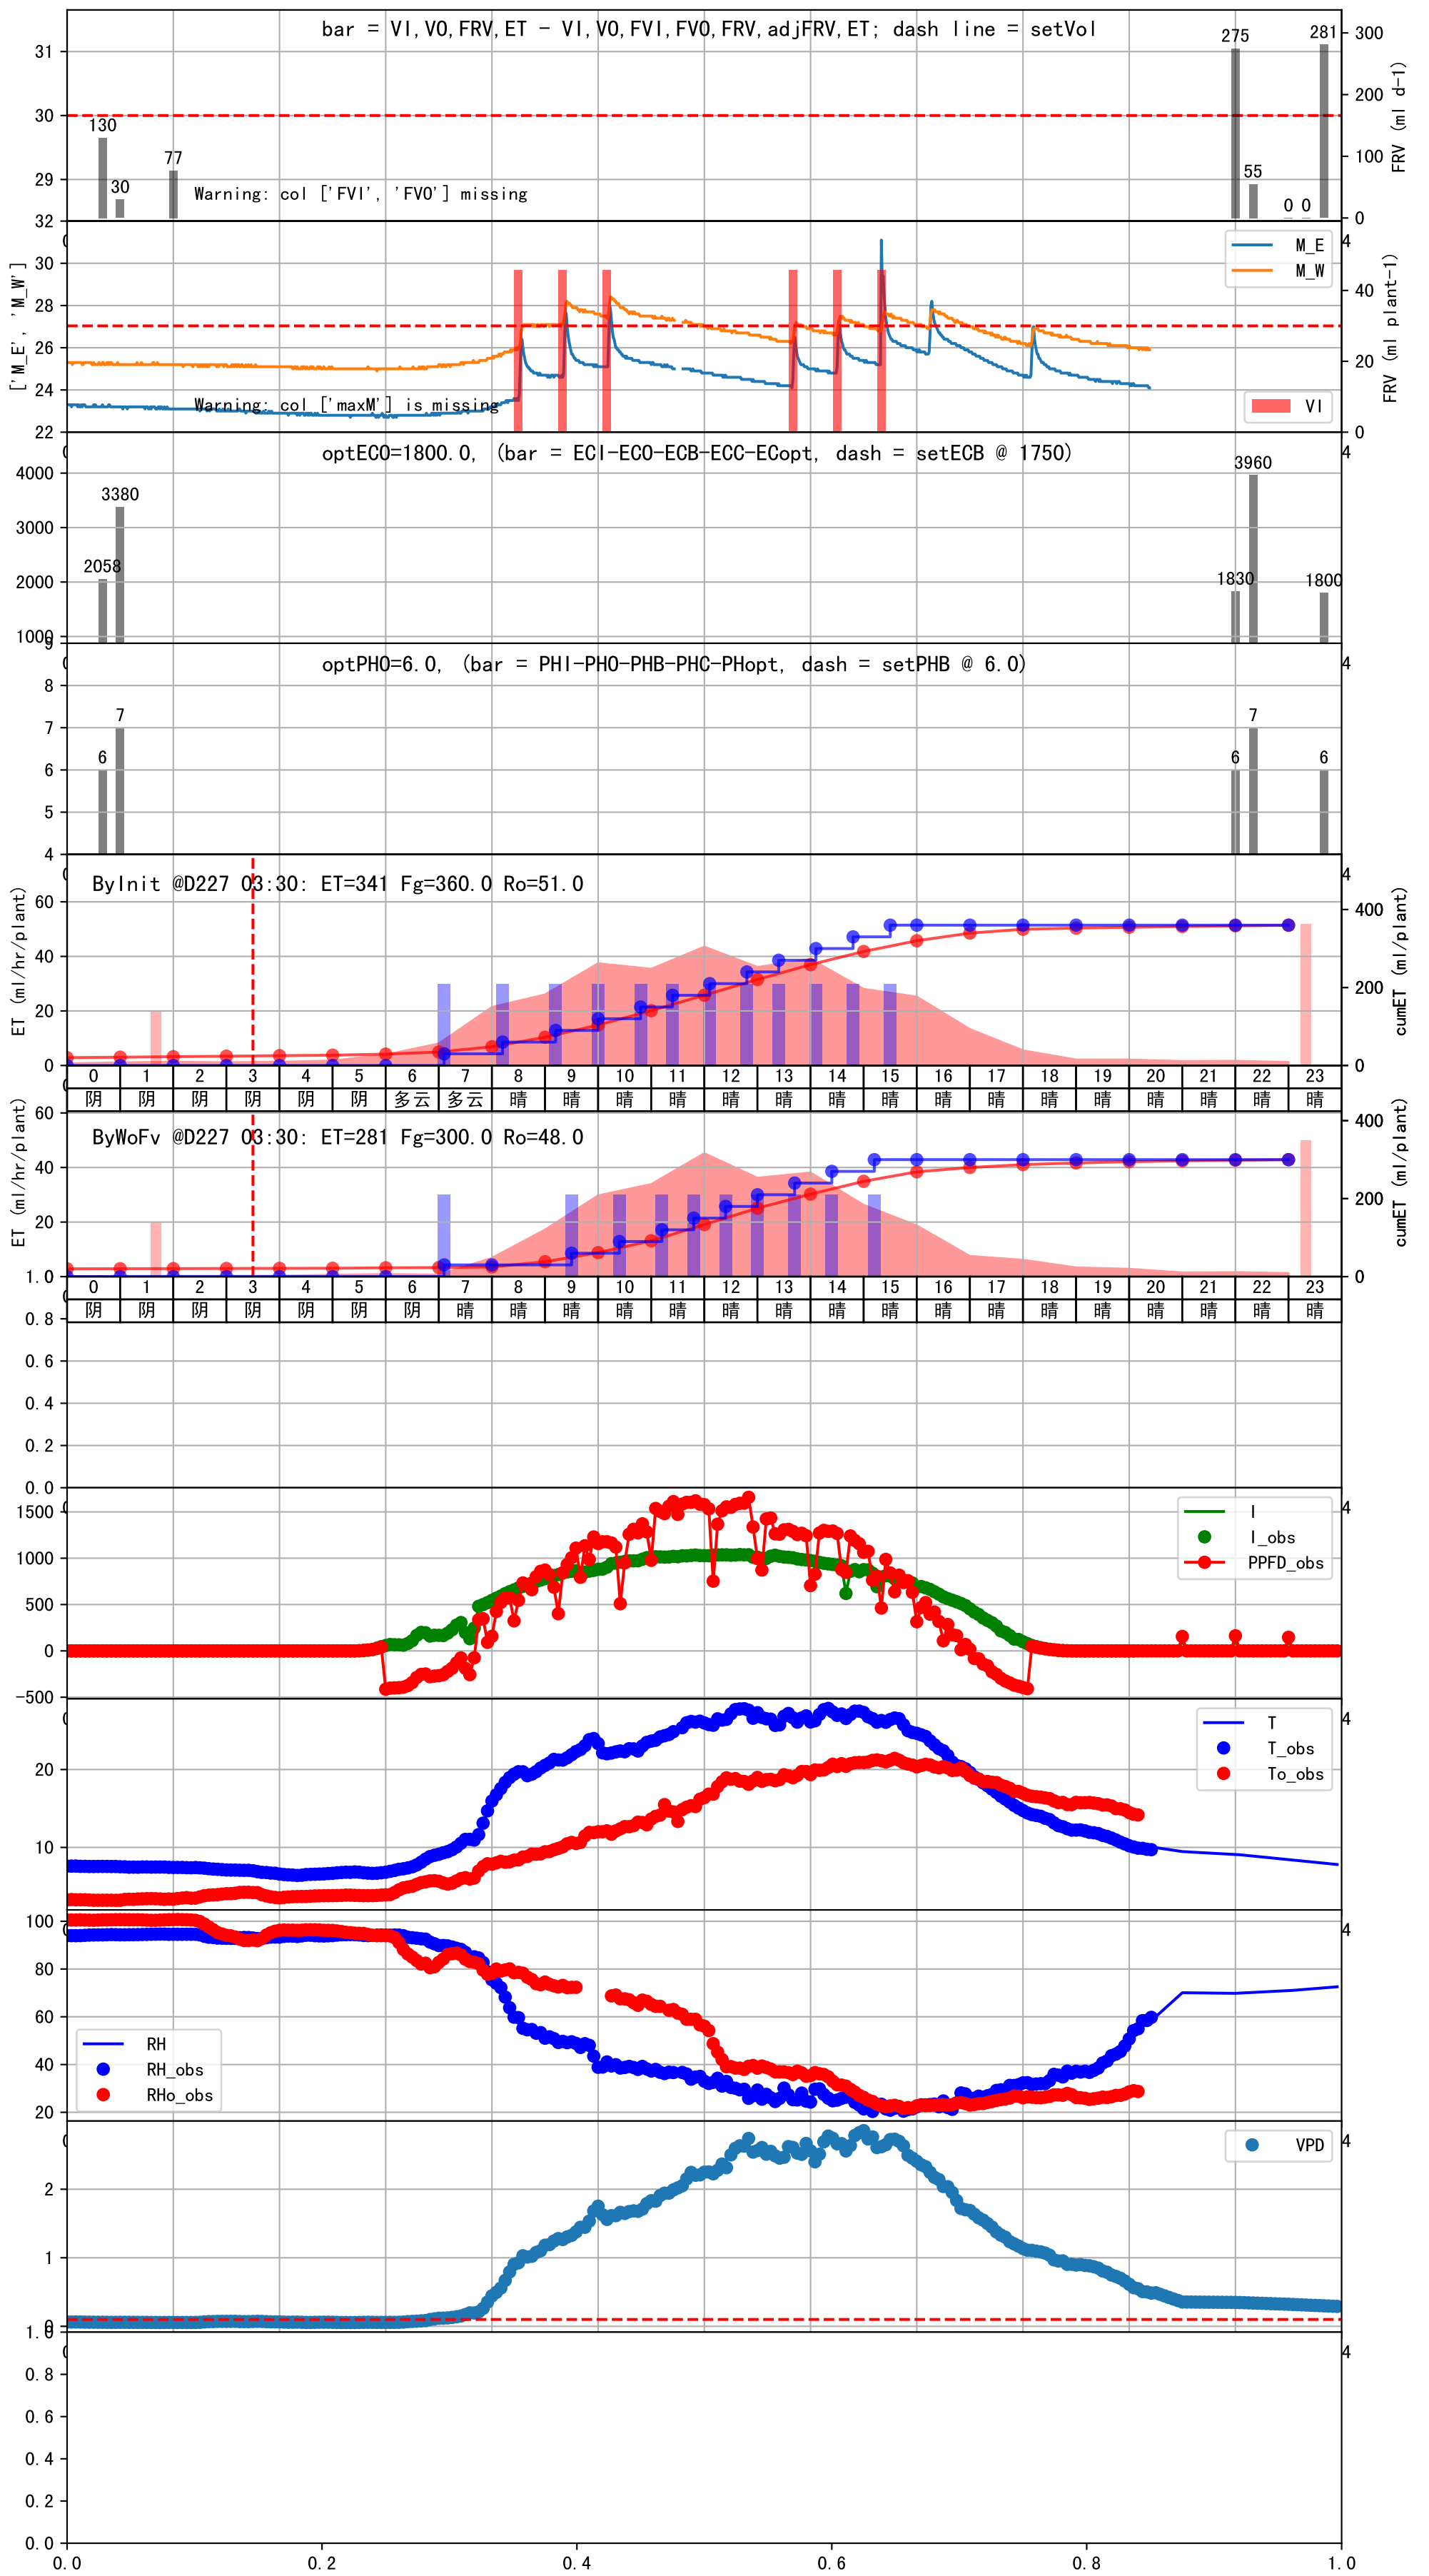 bar = VI,VO,FRV,ET - VI,VO,FVI,FVO,FRV,adjFRV,ET; dash line = setVol
31
30
29
130
30
77
275
55
0
0
281
300
200
100
0
FRV (ml d-1)
Warning: col ['FVI', 'FVO'] missing
32
30
28
26
24
22
['M_E', 'M_W']
4
M_E
M_W
40
20
0
FRV (ml plant-1)
Warning: col ['maxM'] is missing
VI
optECO=1800.0, (bar = ECI-ECO-ECB-ECC-ECopt, dash = setECB @ 1750)
4
4000
3000
2000
1000
2058
3380
1830
3960
1800
optPHO=6.0, (bar = PHI-PHO-PHB-PHC-PHopt, dash = setPHB @ 6.0)
4
9
8
7
6
5
4
6
7
6
7
6
ByInit @D227 03:30: ET=341 Fg=360.0 Ro=51.0
4
60
40
20
0
ET (ml/hr/plant)
400
200
0
cumET (ml/plant)
0 1 2 3 4 5 6 7 8 9 10 11 12 13 14 15 16 17 18 19 20 21 22 23
阴 阴 阴 阴 阴 阴 多云 多云 晴 晴 晴 晴 晴 晴 晴 晴 晴 晴 晴 晴 晴 晴 晴 晴
ByWoFv @D227 03:30: ET=281 Fg=300.0 Ro=48.0
60
40
20
ET (ml/hr/plant)
400
200
0
cumET (ml/plant)
0 1 2 3 4 5 6 7 8 9 10 11 12 13 14 15 16 17 18 19 20 21 22 23
阴 阴 阴 阴 阴 阴 阴 晴 晴 晴 晴 晴 晴 晴 晴 晴 晴 晴 晴 晴 晴 晴 晴 晴
1.0
0.8
0.6
0.4
0.2
0.0
4
1500
1000
500
0
-500
I
I_obs
PPFD_obs
4
20
10
T
T_obs
To_obs
4
100
80
60
40
20
RH
RH_obs
RHo_obs
4
2
1
0
VPD
4
1.0
0.8
0.6
0.4
0.2
0.0
0.0 0.2 0.4 0.6 0.8 1.0